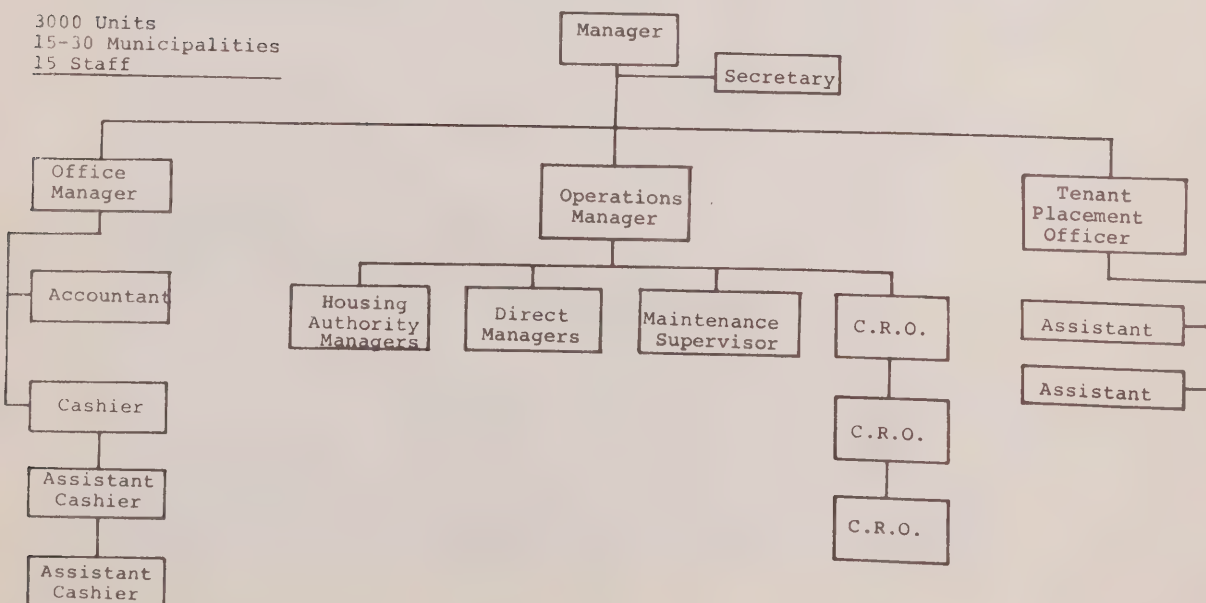 3000 Units
15-30 Municipalities
15 Staff
Manager
Secretary
Office
Manager
Operations
Manager
Tenant
Placement
Officer
Accountant
Housing
Authority
Managers
Direct
Managers
Maintenance
Supervisor
C.R.O.
Assistant
Assistant
Cashier
C.R.O.
Assistant
Cashier
C.R.O.
Assistant
Cashier